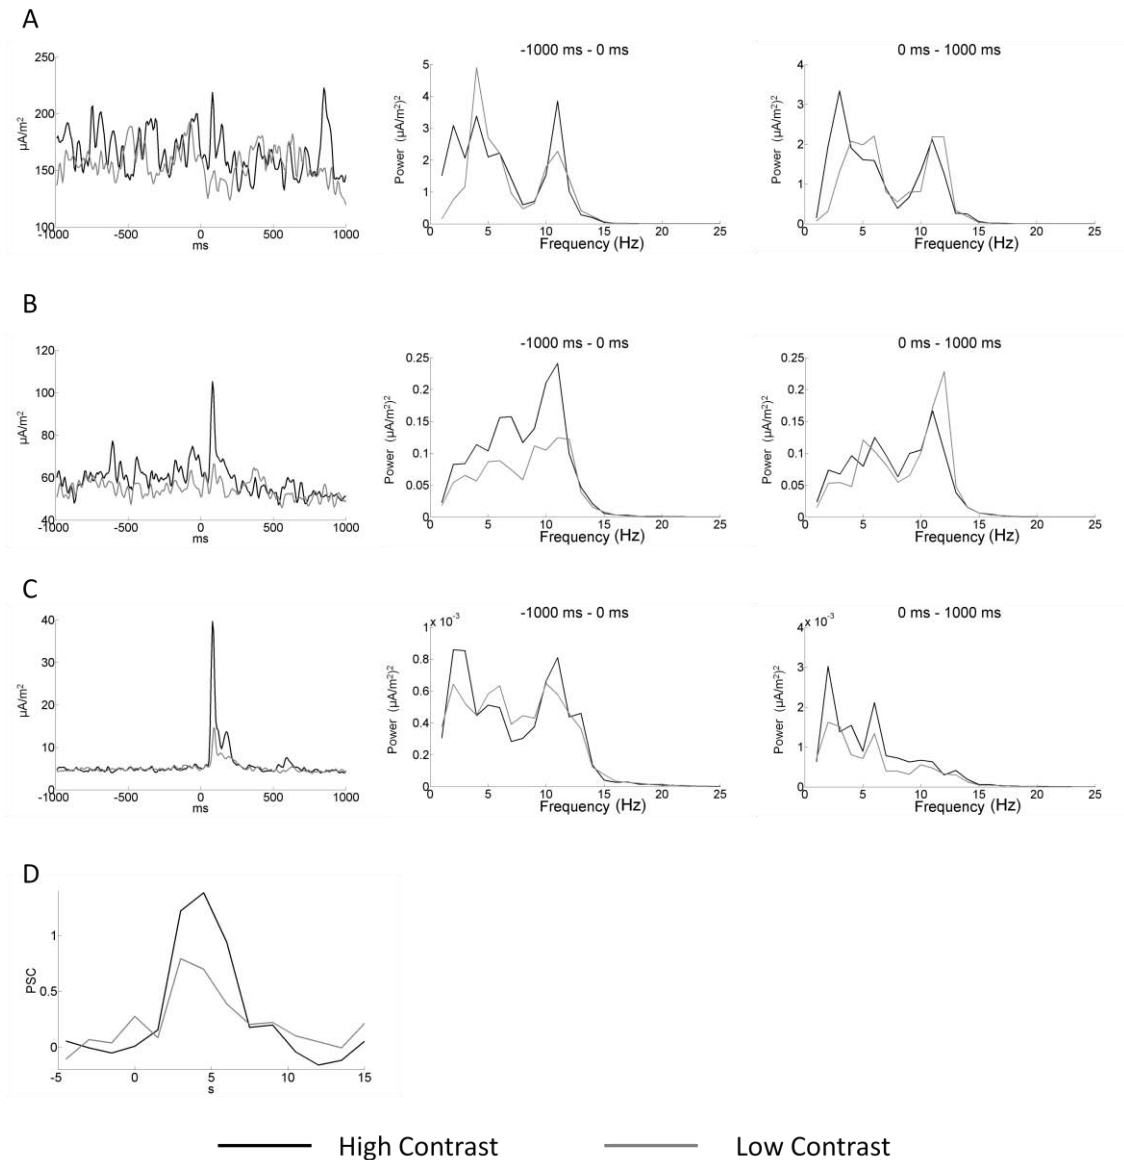 A
250
200
150
100
µA/m²
-1000 -500 0 500 1000
ms
-1000 ms - 0 ms
5
4
3
2
1
0
Power (µA/m²)²
0 5 10 15 20 25
Frequency (Hz)
0 ms - 1000 ms
4
3
2
1
0
Power (µA/m²)²
0 5 10 15 20 25
Frequency (Hz)
B
120
100
80
60
40
µA/m²
-1000 -500 0 500 1000
ms
-1000 ms - 0 ms
0.25
0.2
0.15
0.1
0.05
0
Power (µA/m²)²
0 5 10 15 20 25
Frequency (Hz)
0 ms - 1000 ms
0.25
0.2
0.15
0.1
0.05
0
Power (µA/m²)²
0 5 10 15 20 25
Frequency (Hz)
C
40
30
20
10
0
µA/m²
-1000 -500 0 500 1000
ms
-1000 ms - 0 ms
1 x 10⁻³
0.8
0.6
0.4
0.2
0
Power (µA/m²)²
0 5 10 15 20 25
Frequency (Hz)
0 ms - 1000 ms
4 x 10⁻³
3
2
1
0
Power (µA/m²)²
0 5 10 15 20 25
Frequency (Hz)
D
1
0.5
0
PSC
-5 0 5 10 15
s
High Contrast Low Contrast